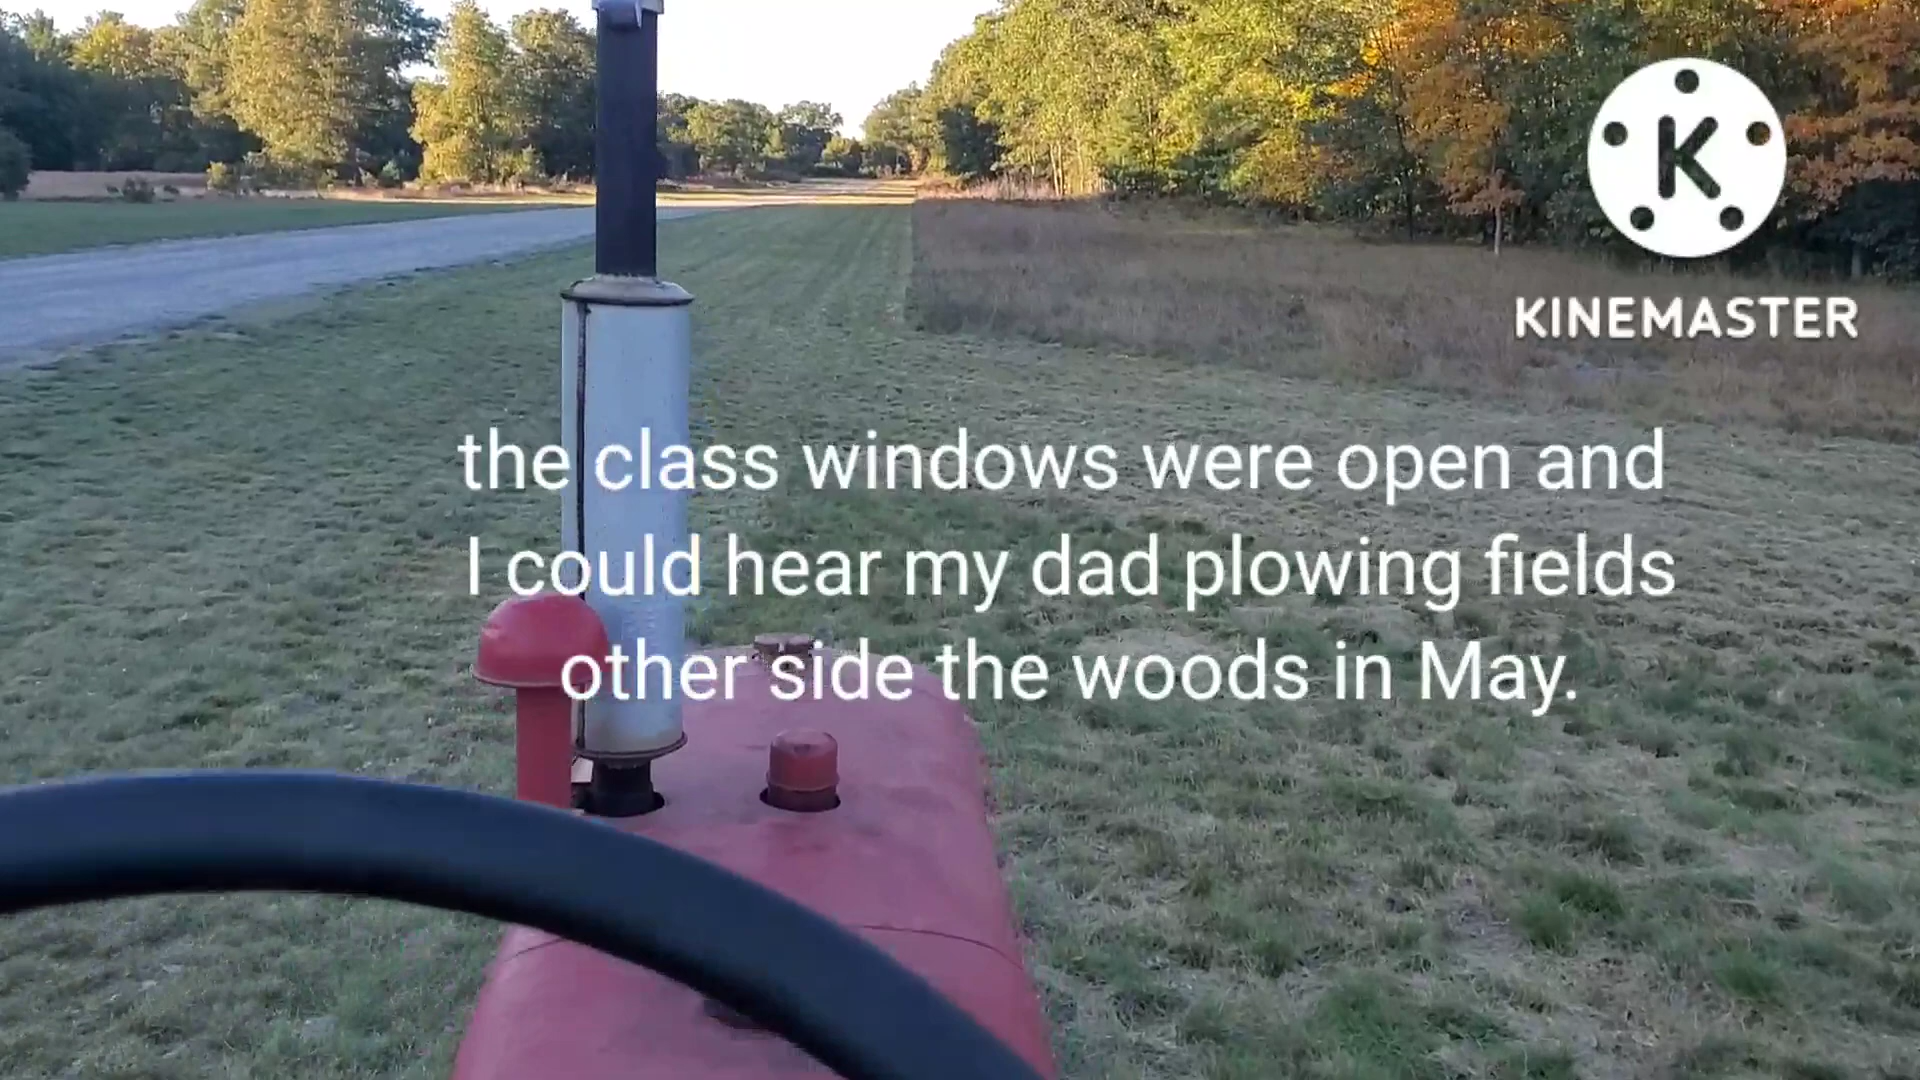 K
KINEMASTER
the class windows were open and
I could hear my dad plowing fields
other side the woods in May.